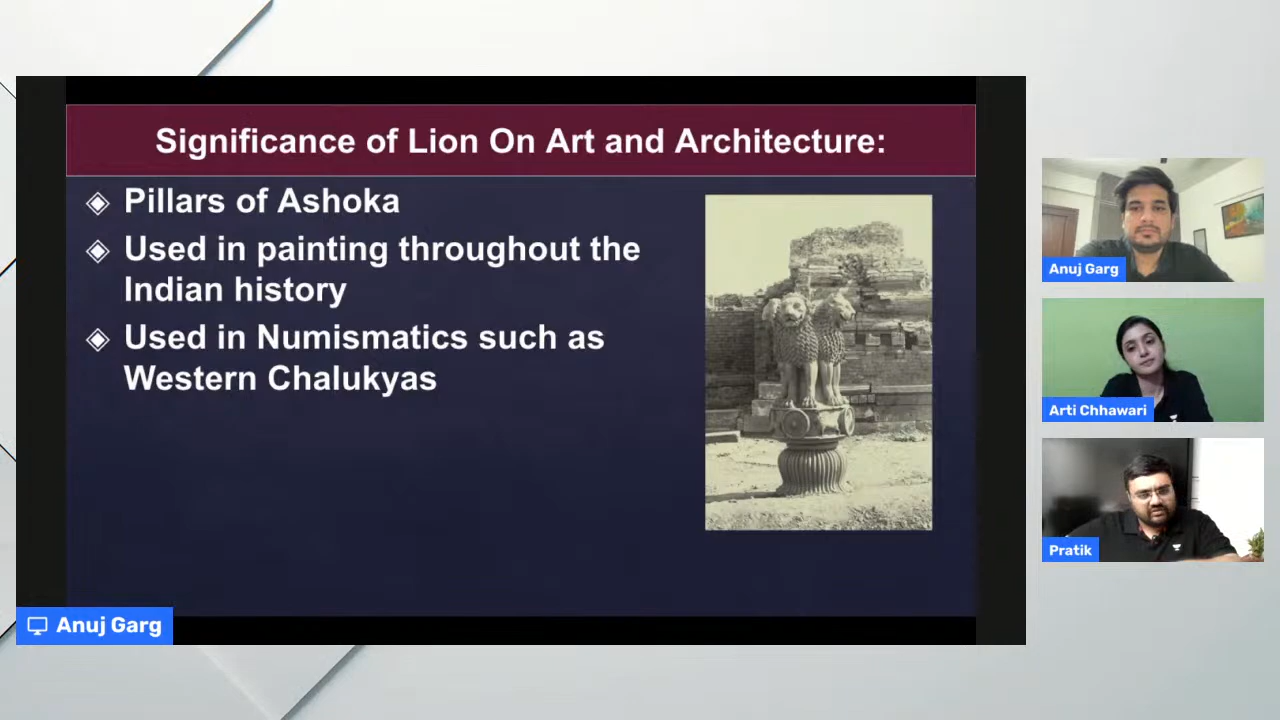 Significance of Lion On Art and Architecture:
◈ Pillars of Ashoka
◈ Used in painting throughout the
Indian history
◈ Used in Numismatics such as
Western Chalukyas
Anuj Garg
Anuj Garg
Arti Chhawari
Pratik